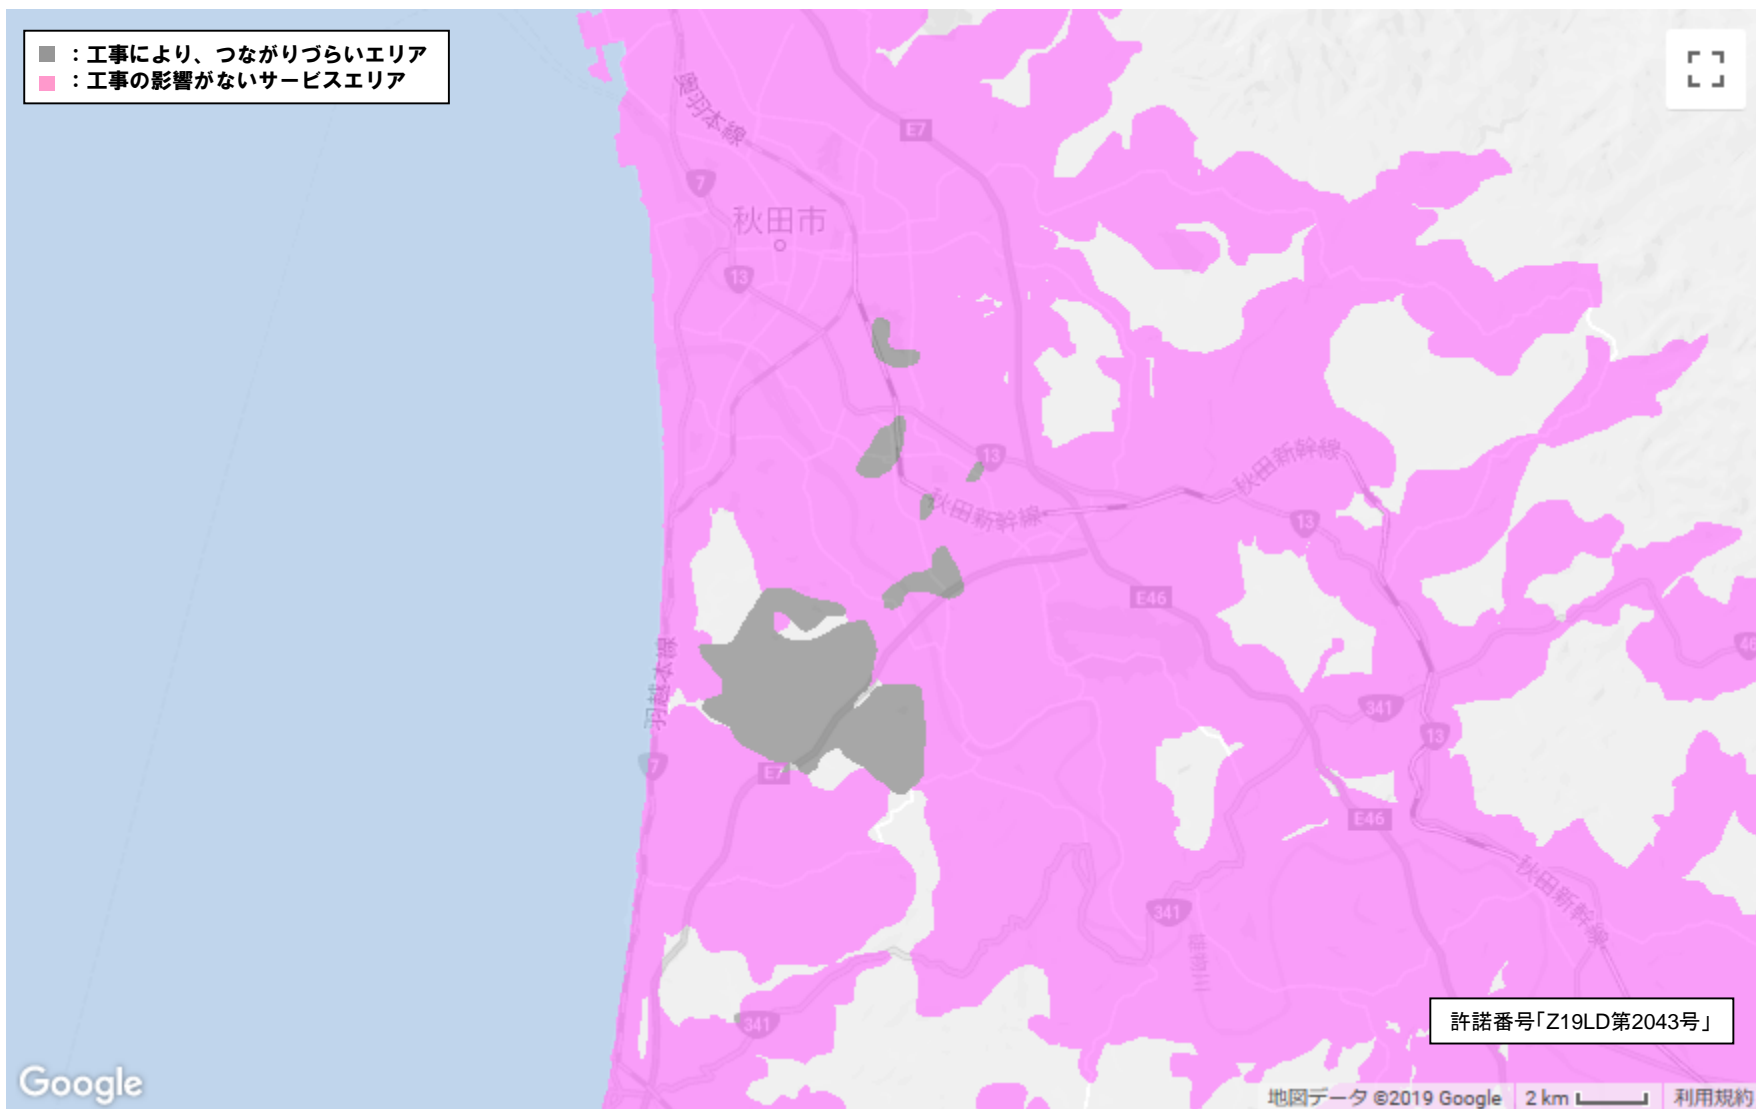 ：工事により、つながりづらいエリア
：工事の影響がないサービスエリア
奥羽本線
E7
7
秋田市
13
13
秋田新幹線
秋田新幹線
13
E46
羽越本線
46
341
13
7
E7
E46
秋田新幹線
341
雄物川
341
許諾番号「Z19LD第2043号」
Google
地図データ ©2019 Google
2 km
利用規約